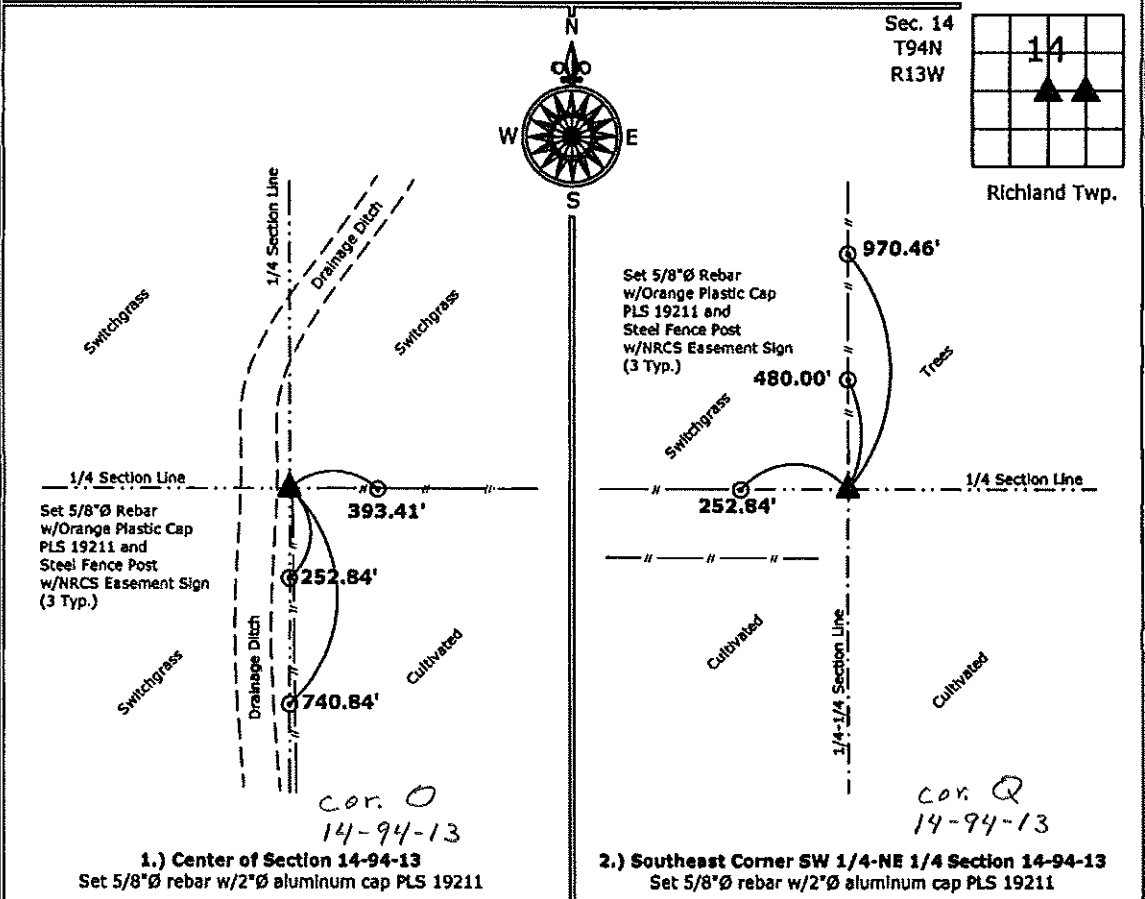 N
W
E
S
Sec. 14
T94N
R13W
14
Richland Twp.
1/4 Section Line
Drainage Ditch
Switchgrass
Switchgrass
1/4 Section Line
393.41'
Set 5/8"Ø Rebar
w/Orange Plastic Cap
PLS 19211 and
Steel Fence Post
w/NRCS Easement Sign
(3 Typ.)
252.84'
Switchgrass
Drainage Ditch
Cultivated
740.84'
cor. O
14-94-13
1.) Center of Section 14-94-13
Set 5/8"Ø rebar w/2"Ø aluminum cap PLS 19211
970.46'
Set 5/8"Ø Rebar
w/Orange Plastic Cap
PLS 19211 and
Steel Fence Post
w/NRCS Easement Sign
(3 Typ.)
480.00'
Trees
Switchgrass
1/4 Section Line
252.84'
Cultivated
1/4-1/4 Section Line
Cultivated
cor. Q
14-94-13
2.) Southeast Corner SW 1/4-NE 1/4 Section 14-94-13
Set 5/8"Ø rebar w/2"Ø aluminum cap PLS 19211